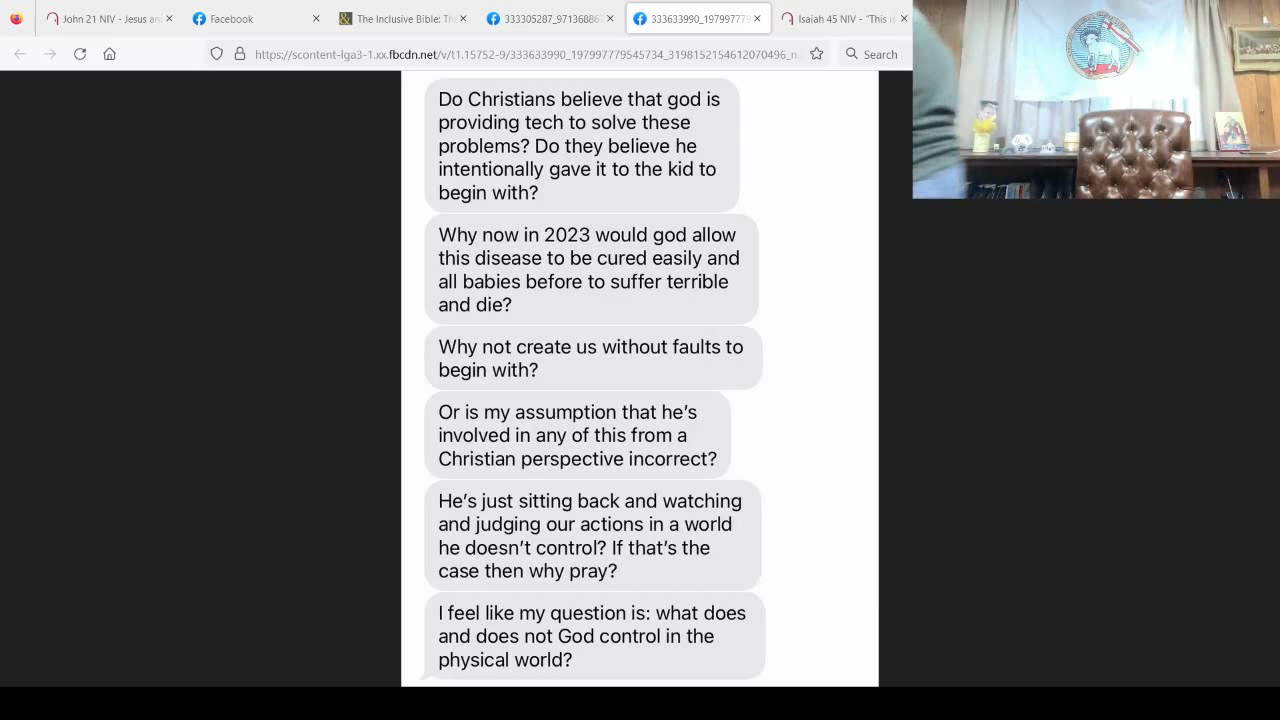 John 21 NIV - Jesus an
Facebook
The Inclusive Bible: The
333305287_97136886
333633990_197997779
Isaiah 45 NIV - "This is
https://scontent-lga3-1.xx.fbcdn.net/v/t1.15752-9/333633990_197997779545734_3198152154612070496_n.
Search
Do Christians believe that god is
providing tech to solve these
problems? Do they believe he
intentionally gave it to the kid to
begin with?
Why now in 2023 would god allow
this disease to be cured easily and
all babies before to suffer terrible
and die?
Why not create us without faults to
begin with?
Or is my assumption that he's
involved in any of this from a
Christian perspective incorrect?
He's just sitting back and watching
and judging our actions in a world
he doesn't control? If that's the
case then why pray?
I feel like my question is: what does
and does not God control in the
physical world?